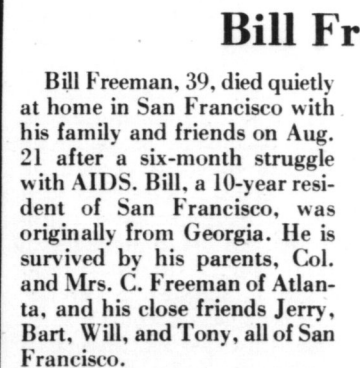 Bill Fr
Bill Freeman, 39, died quietly
at home in San Francisco with
his family and friends on Aug.
21 after a six-month struggle
with AIDS. Bill, a 10-year resi-
dent of San Francisco, was
originally from Georgia. He is
survived by his parents, Col.
and Mrs. C. Freeman of Atlan-
ta, and his close friends Jerry,
Bart, Will, and Tony, all of San
Francisco.